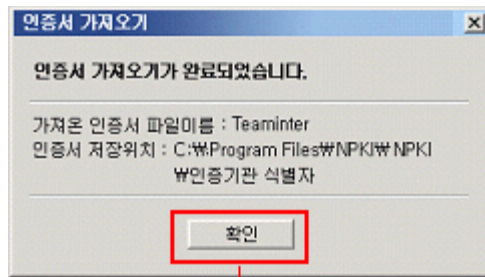 인증서 가져오기
인증서 가져오기가 완료되었습니다.
가져온 인증서 파일미름 : Teaminter
인증서 저장위치 : C:₩Program Files₩NPKI₩NPKI
₩인증기관 식별자
확인